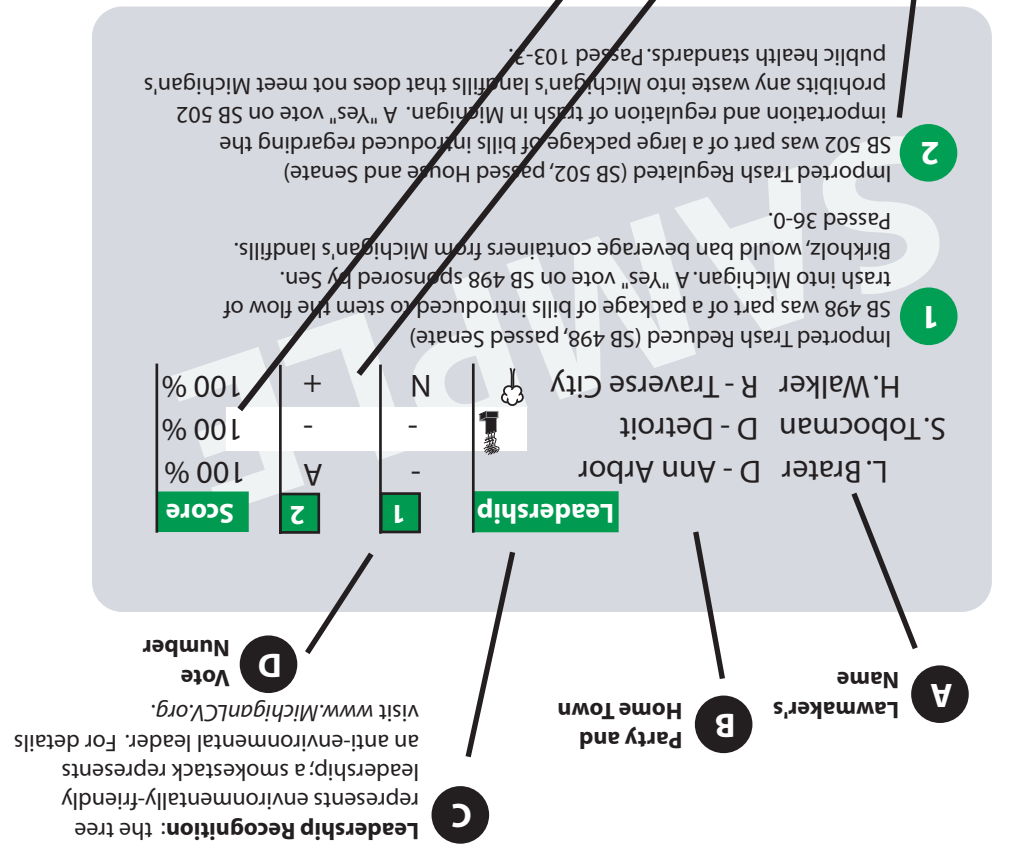 Leadership Recognition: the tree
represents environmentally-friendly
leadership; a smokestack represents
an anti-environmental leader. For details
visit www.MichiganLCV.org.
A
Lawmaker's
Name
B
Party and
Home Town
C
D
Vote
Number
Leadership 1 2 Score
L. Brater D - Ann Arbor - A 100 %
S. Tobocman D - Detroit - - 100 %
H. Walker R - Traverse City N + 100 %
1
Imported Trash Reduced (SB 498, passed Senate)
SB 498 was part of a package of bills introduced to stem the flow of
trash into Michigan. A "Yes" vote on SB 498 sponsored by Sen.
Birkholz, would ban beverage containers from Michigan's landfills.
Passed 36-0.
2
Imported Trash Regulated (SB 502, passed House and Senate)
SB 502 was part of a large package of bills introduced regarding the
importation and regulation of trash in Michigan. A "Yes" vote on SB 502
prohibits any waste into Michigan's landfills that does not meet Michigan's
public health standards. Passed 103-
SAMPLE